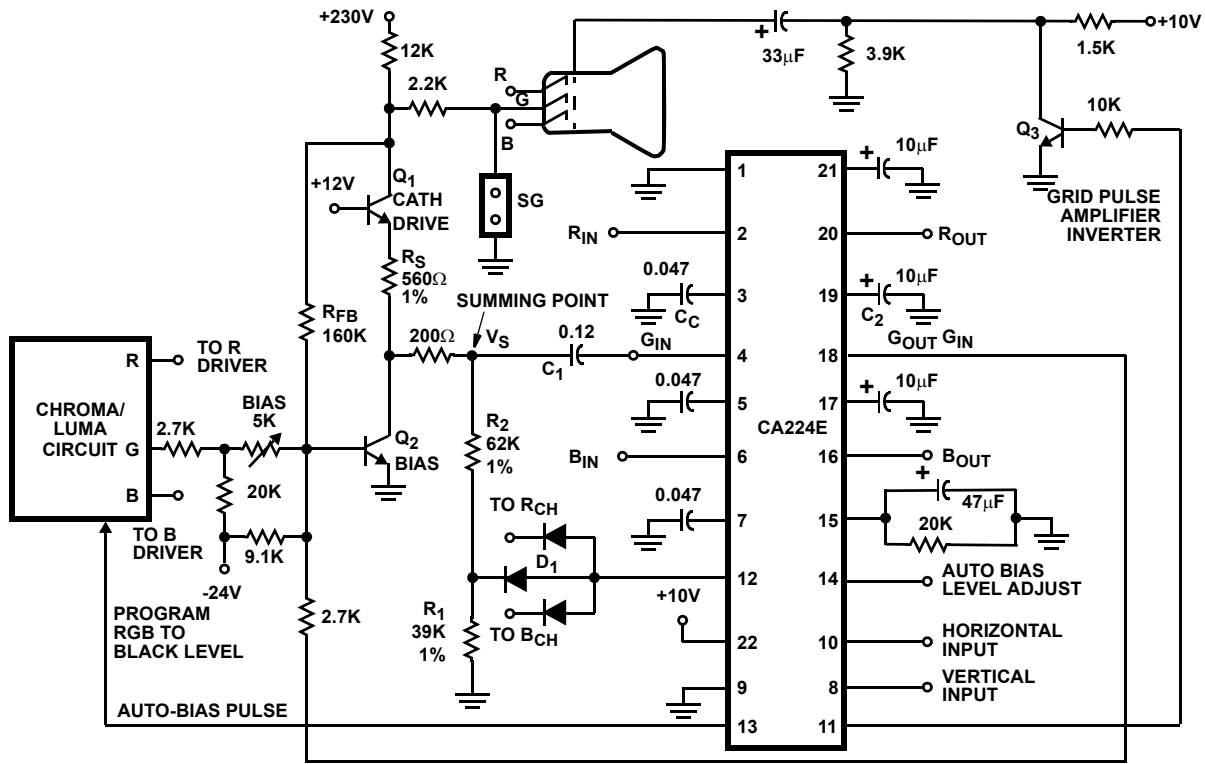 +230V
12K
2.2K
R
G
B
+
33μF
3.9K
1.5K
+10V
10K
Q3
GRID PULSE
AMPLIFIER
INVERTER
+12V
Q1
CATH
DRIVE
SG
RS
560Ω
1%
RFB
160K
SUMMING POINT
200Ω
VS
0.12
C1
GIN
RIN
0.047
CC
0.047
BIN
0.047
1
2
3
4
5
6
7
12
22
9
13
CA224E
21
20
19
18
17
16
15
14
10
8
11
+
10μF
ROUT
+
10μF
C2
GOUT GIN
+
10μF
BOUT
+
47μF
20K
AUTO BIAS
LEVEL ADJUST
HORIZONTAL
INPUT
VERTICAL
INPUT
CHROMA/
LUMA
CIRCUIT
R
G
B
TO R
DRIVER
TO B
DRIVER
2.7K
BIAS
5K
20K
9.1K
-24V
Q2
BIAS
R2
62K
1%
TO RCH
D1
TO BCH
R1
39K
1%
+10V
2.7K
PROGRAM
RGB TO
BLACK LEVEL
AUTO-BIAS PULSE